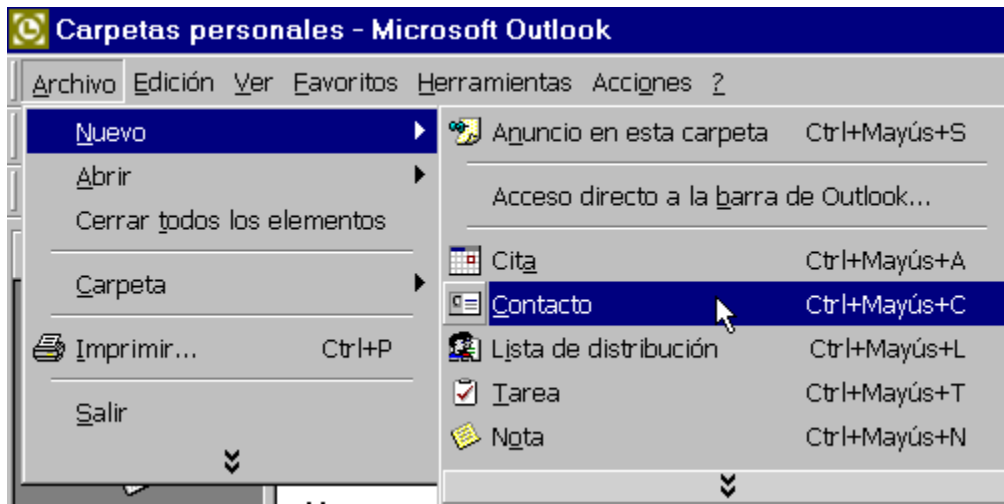 Carpetas personales - Microsoft Outlook
Archivo Edición Ver Favoritos Herramientas Acciones ?
Nuevo
Abrir
Cerrar todos los elementos
Carpeta
Imprimir... Ctrl+P
Salir
Anuncio en esta carpeta Ctrl+Mayús+S
Acceso directo a la barra de Outlook...
Cita Ctrl+Mayús+A
Contacto Ctrl+Mayús+C
Lista de distribución Ctrl+Mayús+L
Tarea Ctrl+Mayús+T
Nota Ctrl+Mayús+N